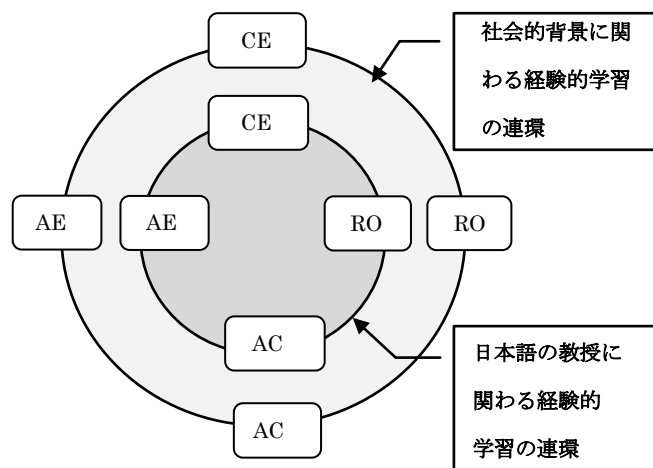 CE
社会的背景に関
わる経験的学習
の連環
CE
AE
AE
RO
RO
AC
日本語の教授に
関わる経験的
学習の連環
AC